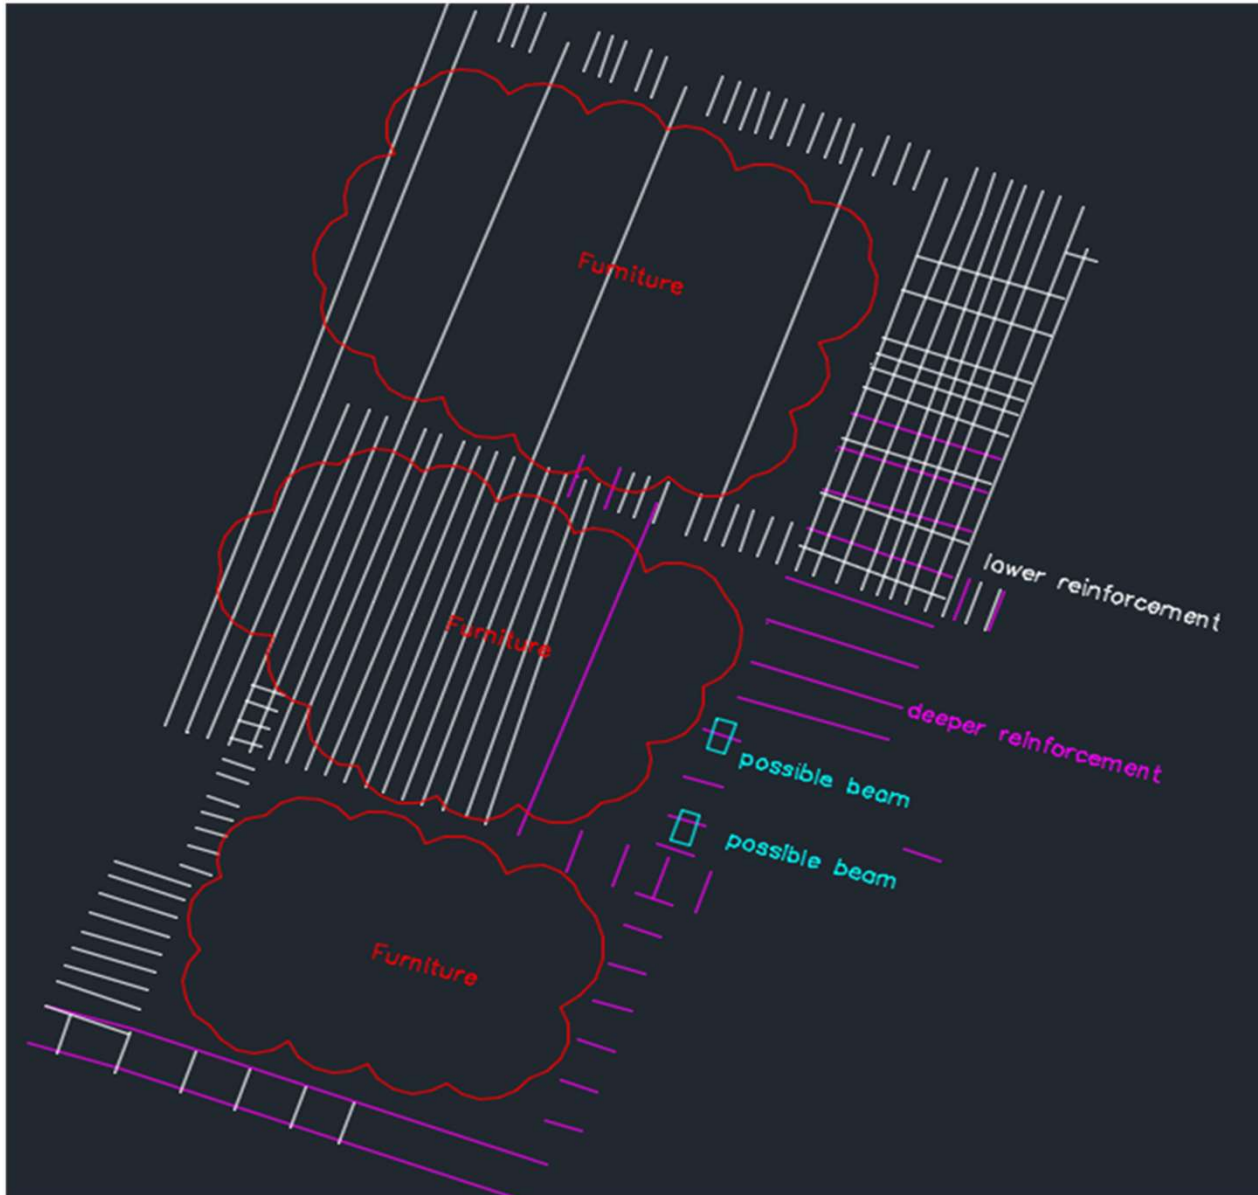 Furniture
lower reinforcement
Furniture
deeper reinforcement
possible beam
possible beam
Furniture